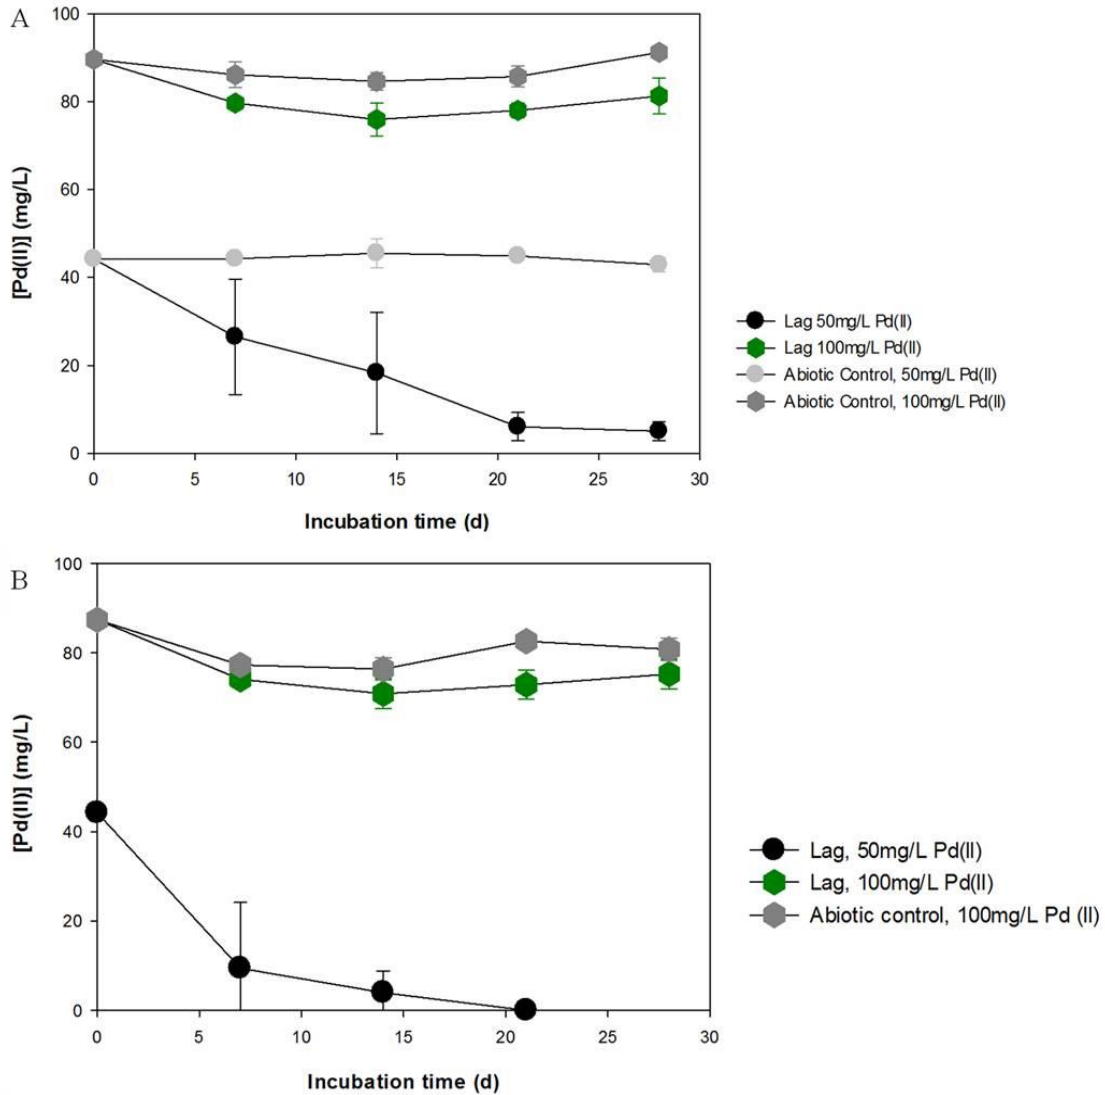 A
100
80
60
40
20
0
[Pd(II)] (mg/L)
0 5 10 15 20 25 30
Incubation time (d)
Lag 50mg/L Pd(II)
Lag 100mg/L Pd(II)
Abiotic Control, 50mg/L Pd(II)
Abiotic Control, 100mg/L Pd(II)
B
100
80
60
40
20
0
[Pd(II)] (mg/L)
0 5 10 15 20 25 30
Incubation time (d)
Lag, 50mg/L Pd(II)
Lag, 100mg/L Pd(II)
Abiotic control, 100mg/L Pd (II)